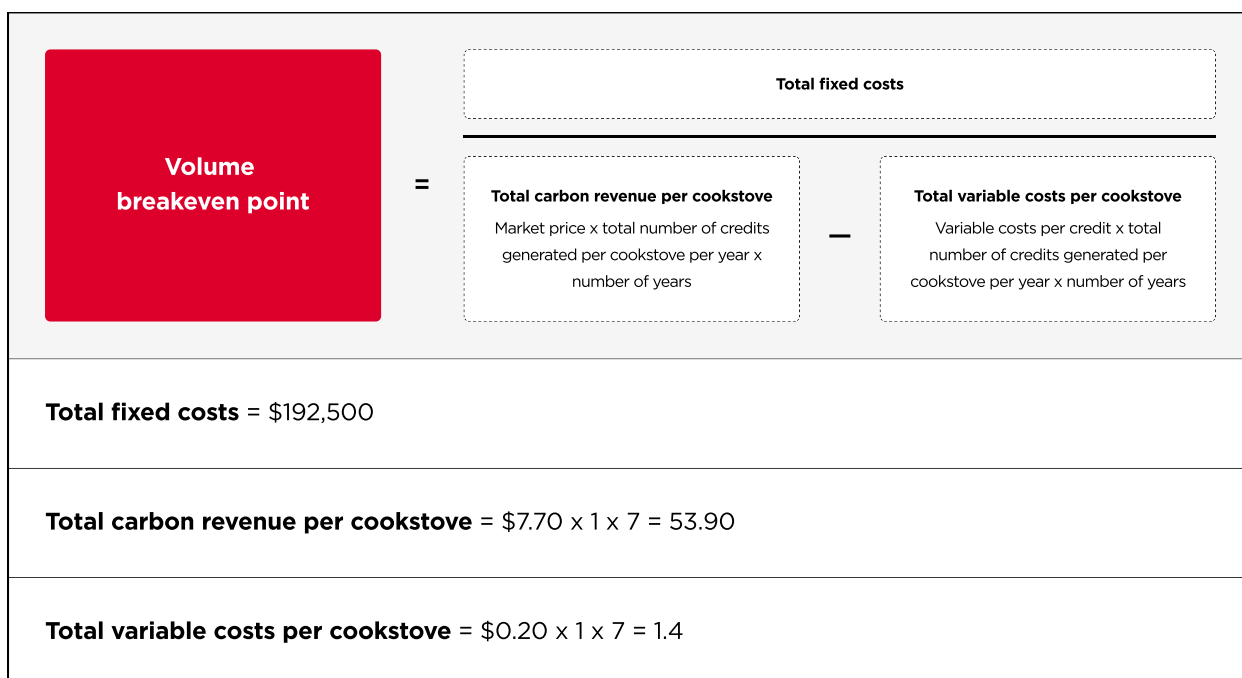 Total fixed costs
Volume
breakeven point
=
Total carbon revenue per cookstove
Market price x total number of credits
generated per cookstove per year x
number of years
–
Total variable costs per cookstove
Variable costs per credit x total
number of credits generated per
cookstove per year x number of years
Total fixed costs = $192,500
Total carbon revenue per cookstove = $7.70 x 1 x 7 = 53.90
Total variable costs per cookstove = $0.20 x 1 x 7 = 1.4